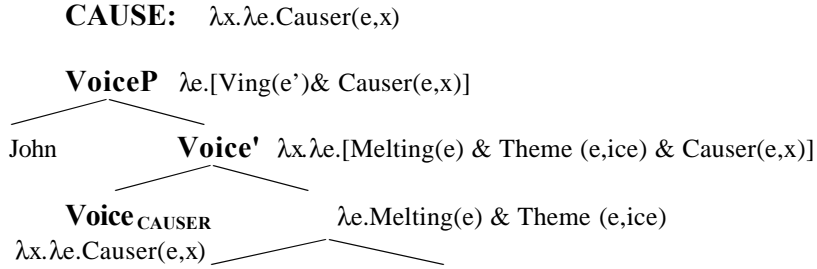 CAUSE: λx.λe.Causer(e,x)
VoiceP λe.[Ving(e’)& Causer(e,x)]
John Voice' λx.λe.[Melting(e) & Theme (e,ice) & Causer(e,x)]
Voice CAUSER λe.Melting(e) & Theme (e,ice)
λx.λe.Causer(e,x)